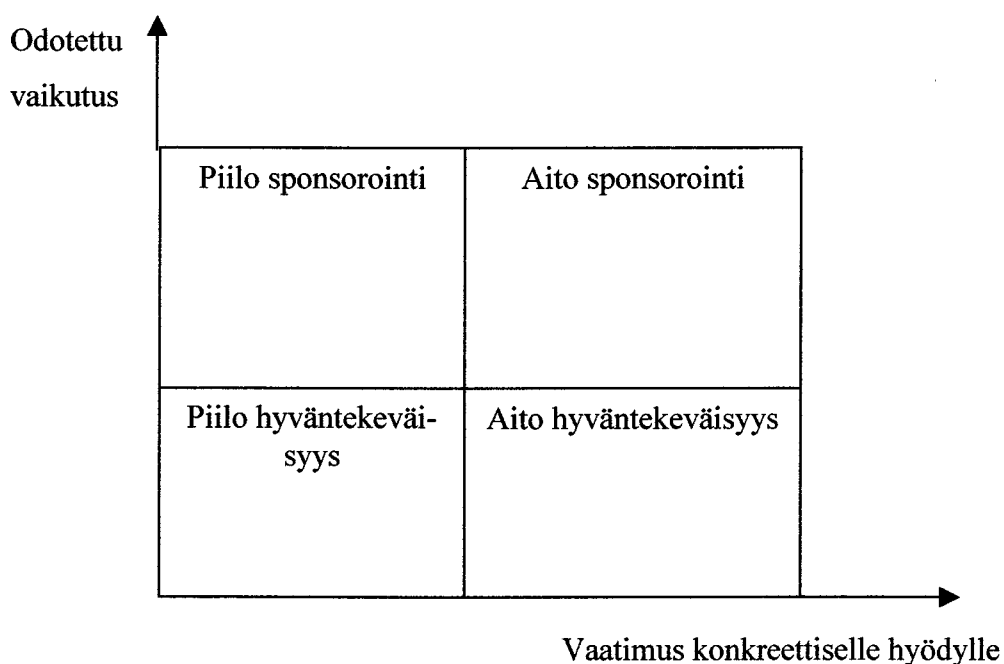 Odotettu
vaikutus
Piilo sponsorointi
Aito sponsorointi
Piilo hyväntekeväi-
syys
Aito hyväntekeväisyys
Vaatimus konkreettiselle hyödylle